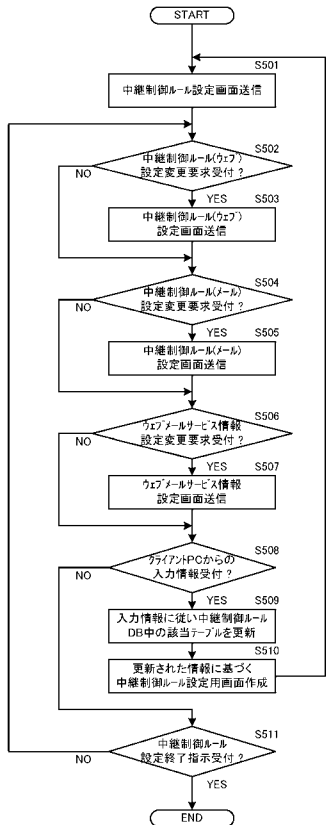 START
S501
中継制御ルール設定画面送信
S502
中継制御ルール(ｳｪﾌﾞ)
設定変更要求受付？
NO
YES
S503
中継制御ルール(ｳｪﾌﾞ)
設定画面送信
S504
中継制御ルール(メール)
設定変更要求受付？
NO
YES
S505
中継制御ルール(メール)
設定画面送信
S506
ｳｪﾌﾞﾒｰﾙｻｰﾋﾞｽ情報
設定変更要求受付？
NO
YES
S507
ｳｪﾌﾞﾒｰﾙｻｰﾋﾞｽ情報
設定画面送信
S508
ｸﾗｲｱﾝﾄPCからの
入力情報受付？
NO
YES
S509
入力情報に従い中継制御ルール
DB中の該当テーブルを更新
S510
更新された情報に基づく
中継制御ルール設定用画面作成
S511
中継制御ルール
設定終了指示受付？
NO
YES
END